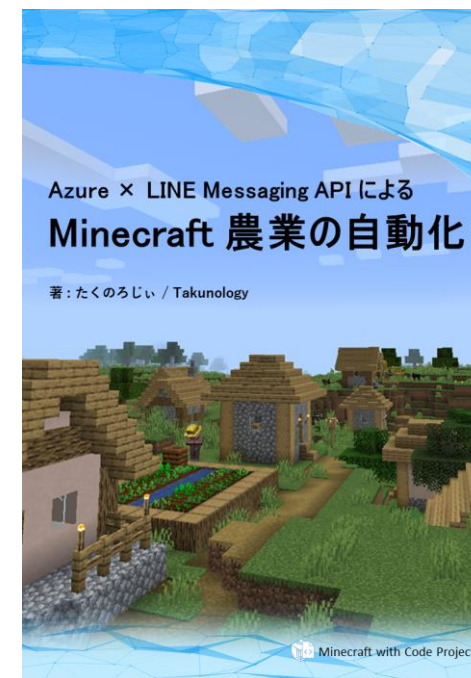 Azure × LINE Messaging API による
Minecraft 農業の自動化
著:たくのろじぃ / Takunology
Minecraft with Code Projec